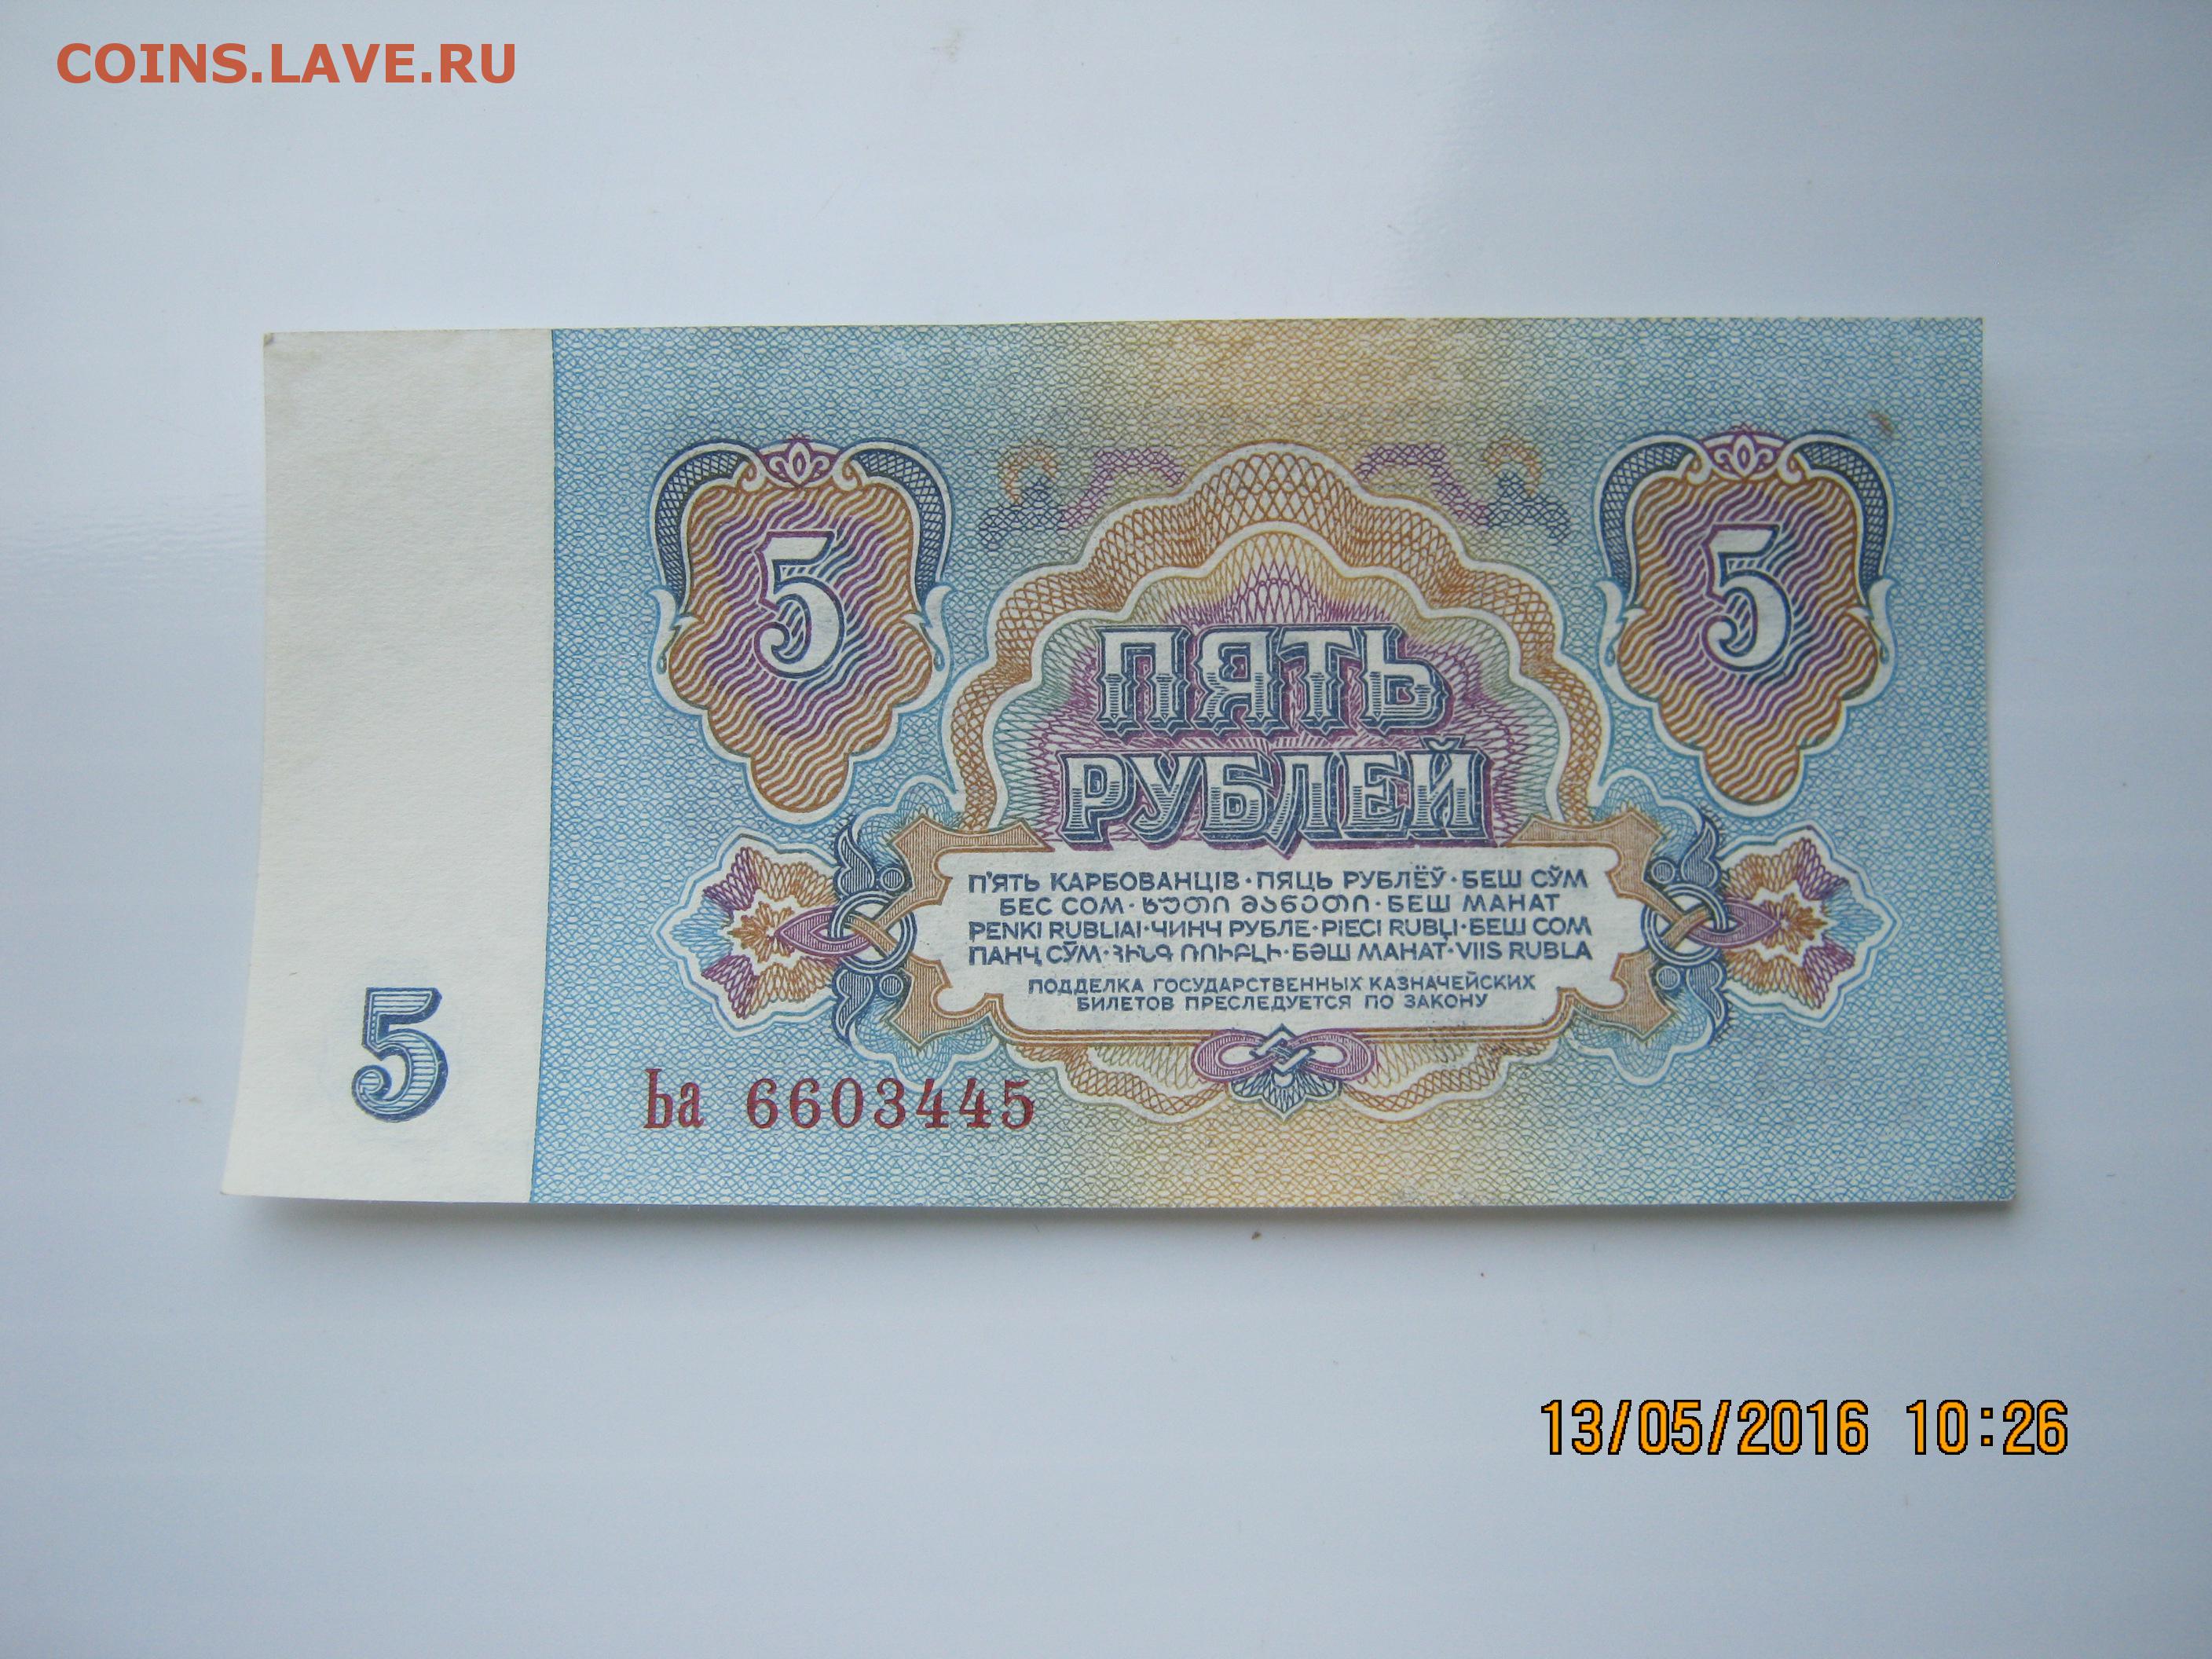 COINS.LAVE.RU
5
5
ПЯТЬ
РУБЛЕЙ
П'ЯТЬ КАРБОВАНЦІВ · ПЯЦЬ РУБЛЁЎ · БЕШ СЎМ
БЕС СОМ · ხუთი მანეთი · БЕШ МАНАТ
PENKI RUBLIAI · ЧИНЧ РУБЛЕ · PIECI RUBĻI · БЕШ СОМ
ПАНҶ СӮМ · ՀԻՆԳ ՌՈՒԲԼԻ · БӘШ МАНАТ · VIIS RUBLA
ПОДДЕЛКА ГОСУДАРСТВЕННЫХ КАЗНАЧЕЙСКИХ
БИЛЕТОВ ПРЕСЛЕДУЕТСЯ ПО ЗАКОНУ
5
Ьа 6603445
13/05/2016 10:26